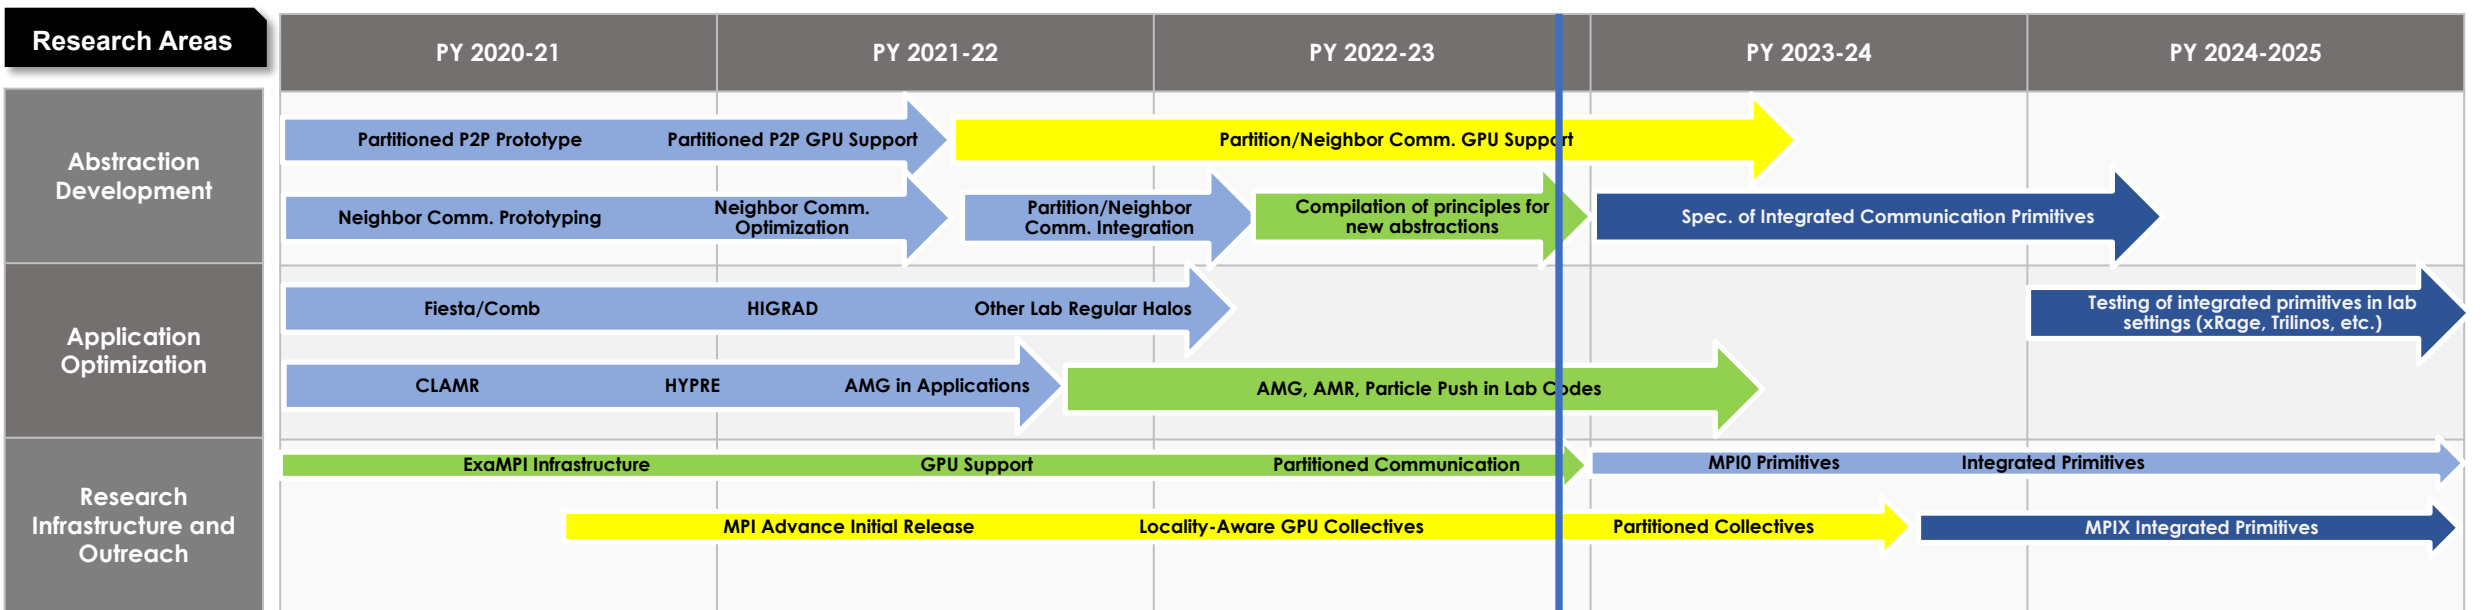 Research Areas
PY 2020-21
PY 2021-22
PY 2022-23
PY 2023-24
PY 2024-2025
Abstraction
Development
Partitioned P2P Prototype
Partitioned P2P GPU Support
Partition/Neighbor Comm. GPU Support
Neighbor Comm. Prototyping
Neighbor Comm.
Optimization
Partition/Neighbor
Comm. Integration
Compilation of principles for
new abstractions
Spec. of Integrated Communication Primitives
Application
Optimization
Fiesta/Comb
HIGRAD
Other Lab Regular Halos
Testing of integrated primitives in lab
settings (xRage, Trilinos, etc.)
CLAMR
HYPRE
AMG in Applications
AMG, AMR, Particle Push in Lab Codes
Research
Infrastructure and
Outreach
ExaMPI Infrastructure
GPU Support
Partitioned Communication
MPI0 Primitives
Integrated Primitives
MPI Advance Initial Release
Locality-Aware GPU Collectives
Partitioned Collectives
MPIX Integrated Primitives